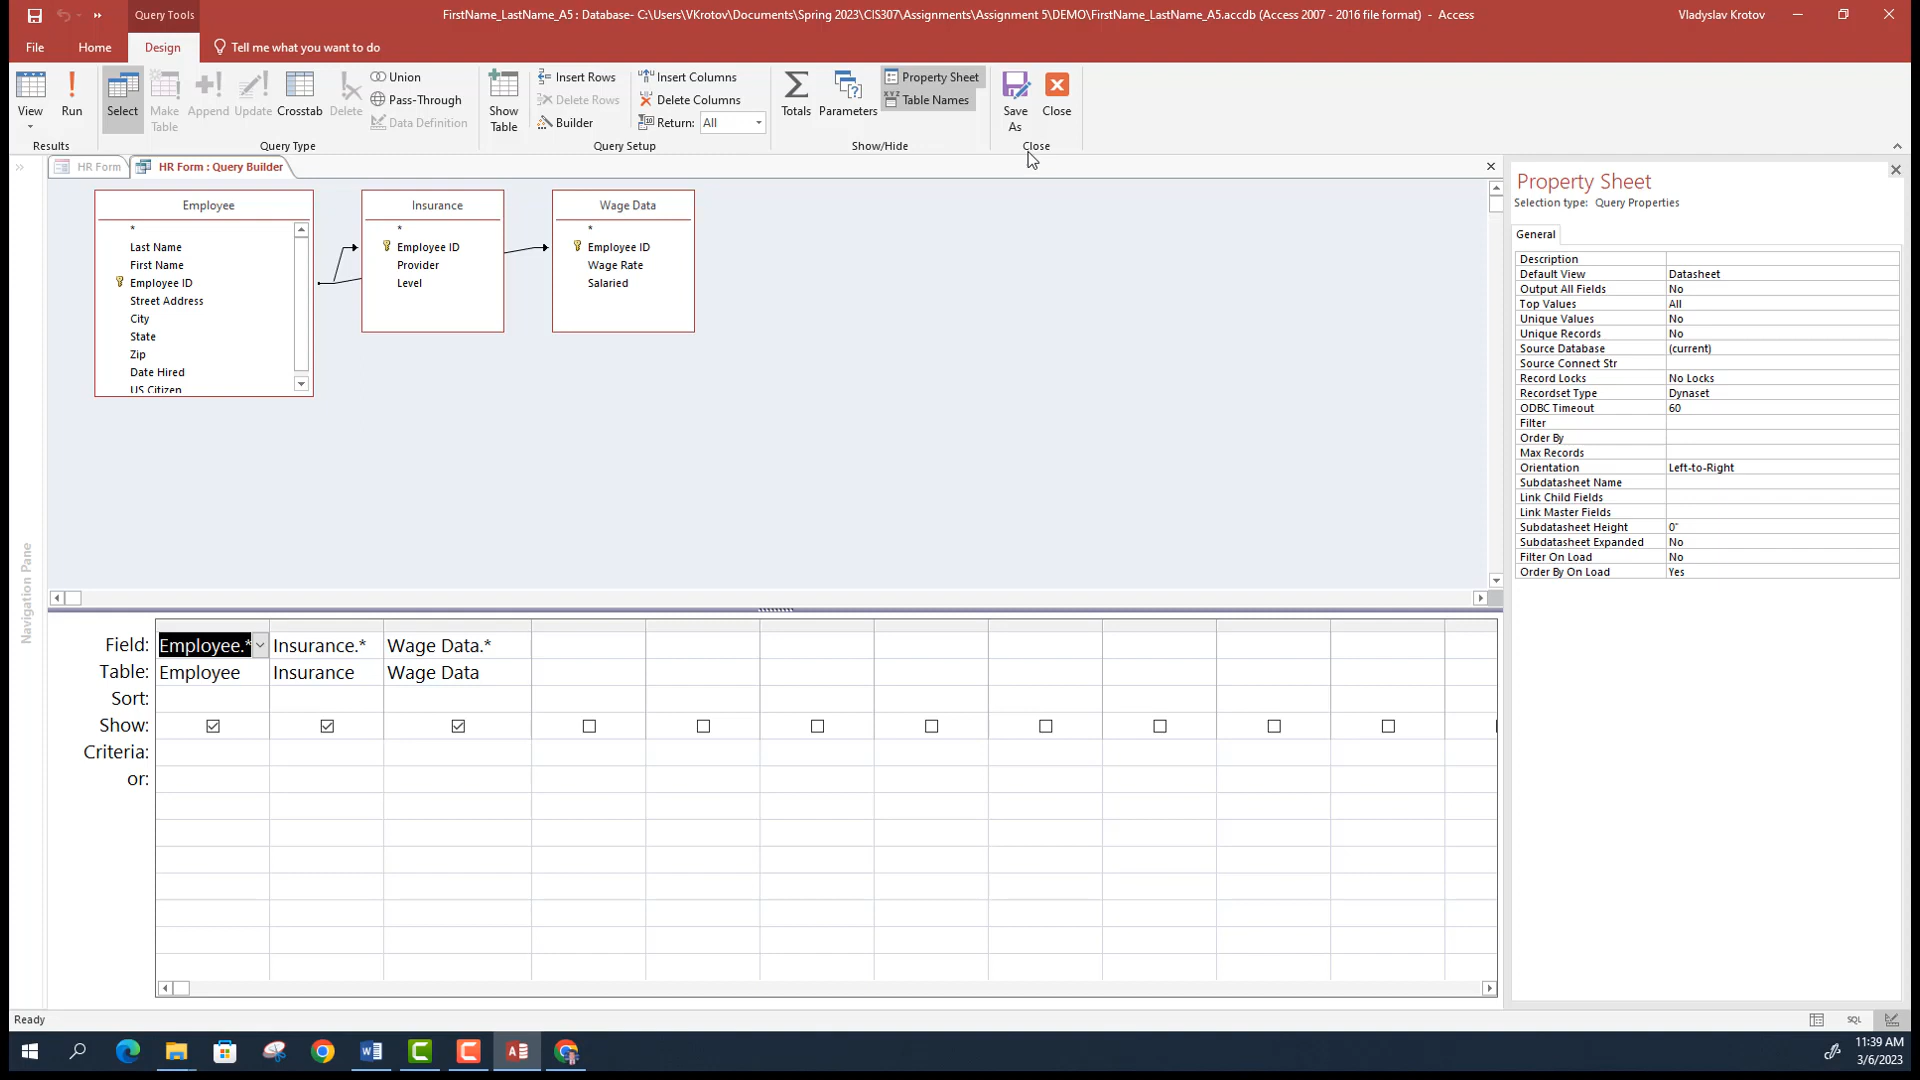 Query Tools
FirstName_LastName_A5 : Database- C:\Users\VKrotov\Documents\Spring 2023\CIS307\Assignments\Assignment 5\DEMO\FirstName_LastName_A5.accdb (Access 2007 - 2016 file format) - Access
Vladyslav Krotov
File
Home
Design
Tell me what you want to do
View
Run
Select
Make Table
Append
Update
Crosstab
Delete
Union
Pass-Through
Data Definition
Show Table
Insert Rows
Delete Rows
Builder
Insert Columns
Delete Columns
Return: All
Totals
Parameters
Property Sheet
Table Names
Save As
Close
Results
Query Type
Query Setup
Show/Hide
Close
HR Form
HR Form : Query Builder
Navigation Pane
Employee
*
Last Name
First Name
Employee ID
Street Address
City
State
Zip
Date Hired
US Citizen
Insurance
*
Employee ID
Provider
Level
Wage Data
*
Employee ID
Wage Rate
Salaried
Field: Employee.* Insurance.* Wage Data.*
Table: Employee Insurance Wage Data
Sort:
Show:
Criteria:
or:
Property Sheet
Selection type: Query Properties
General
Description
Default View Datasheet
Output All Fields No
Top Values All
Unique Values No
Unique Records No
Source Database (current)
Source Connect Str
Record Locks No Locks
Recordset Type Dynaset
ODBC Timeout 60
Filter
Order By
Max Records
Orientation Left-to-Right
Subdatasheet Name
Link Child Fields
Link Master Fields
Subdatasheet Height 0"
Subdatasheet Expanded No
Filter On Load No
Order By On Load Yes
Ready
SQL
11:39 AM
3/6/2023